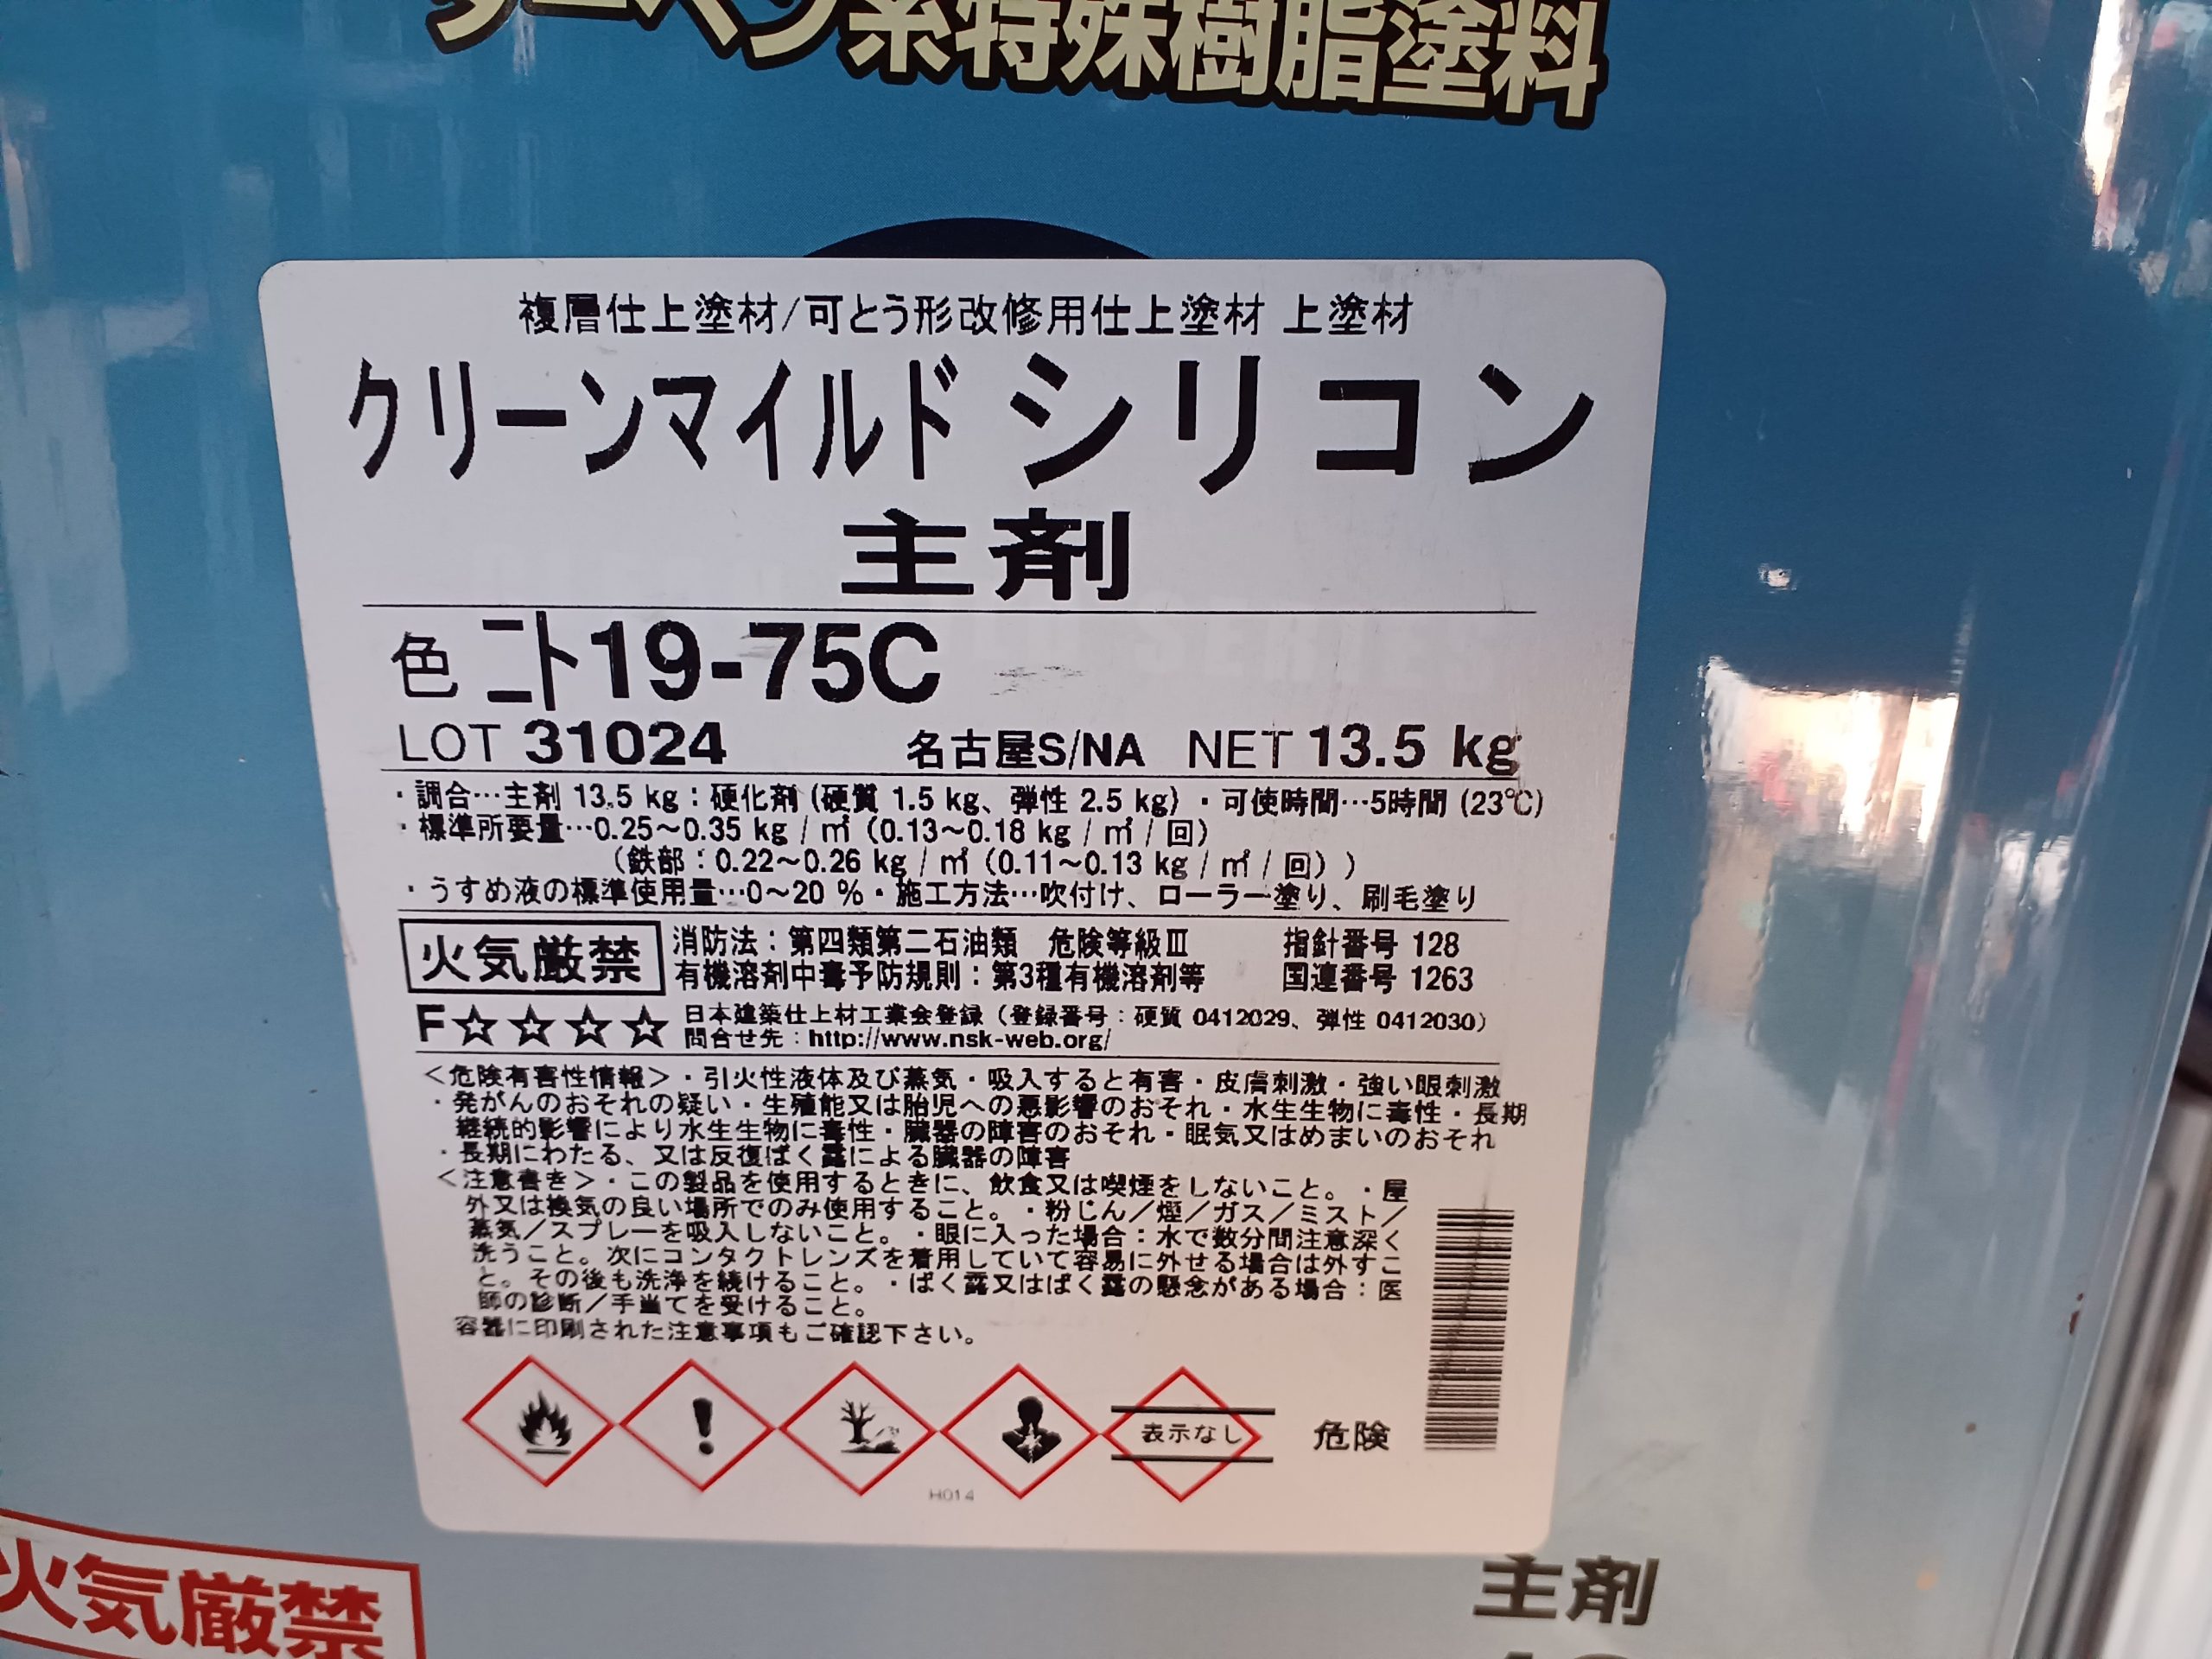 ターペン系特殊樹脂塗料
複層仕上塗材/可とう形改修用仕上塗材 上塗材
クリーンマイルド シリコン
主剤
色 ニト19-75C
LOT 31024 名古屋S/NA NET 13.5 kg
・調合…主剤 13.5 kg：硬化剤 (硬質 1.5 kg、弾性 2.5 kg)・可使時間…5時間 (23℃)
・標準所要量…0.25～0.35 kg / ㎡ (0.13～0.18 kg / ㎡ / 回)
(鉄部：0.22～0.26 kg / ㎡ (0.11～0.13 kg / ㎡ / 回) )
・うすめ液の標準使用量…0～20 %・施工方法…吹付け、ローラー塗り、刷毛塗り
火気厳禁
消防法：第四類第二石油類 危険等級Ⅲ 指針番号 128
有機溶剤中毒予防規則：第3種有機溶剤等 国連番号 1263
F☆☆☆☆
日本建築仕上材工業会登録 (登録番号：硬質 0412029、弾性 0412030)
問合せ先：http://www.nsk-web.org/
＜危険有害性情報＞・引火性液体及び蒸気・吸入すると有害・皮膚刺激・強い眼刺激
・発がんのおそれの疑い・生殖能又は胎児への悪影響のおそれ・水生生物に毒性・長期
継続的影響により水生生物に毒性・臓器の障害のおそれ・眠気又はめまいのおそれ
・長期にわたる、又は反復ばく露による臓器の障害
＜注意書き＞・この製品を使用するときに、飲食又は喫煙をしないこと。・屋
外又は換気の良い場所でのみ使用すること。・粉じん／煙／ガス／ミスト／
蒸気／スプレーを吸入しないこと。・眼に入った場合：水で数分間注意深く
洗うこと。次にコンタクトレンズを着用していて容易に外せる場合は外すこ
と。その後も洗浄を続けること。・ばく露又はばく露の懸念がある場合：医
師の診断／手当てを受けること。
容器に印刷された注意事項もご確認下さい。
表示なし
危険
H014
火気厳禁
主剤